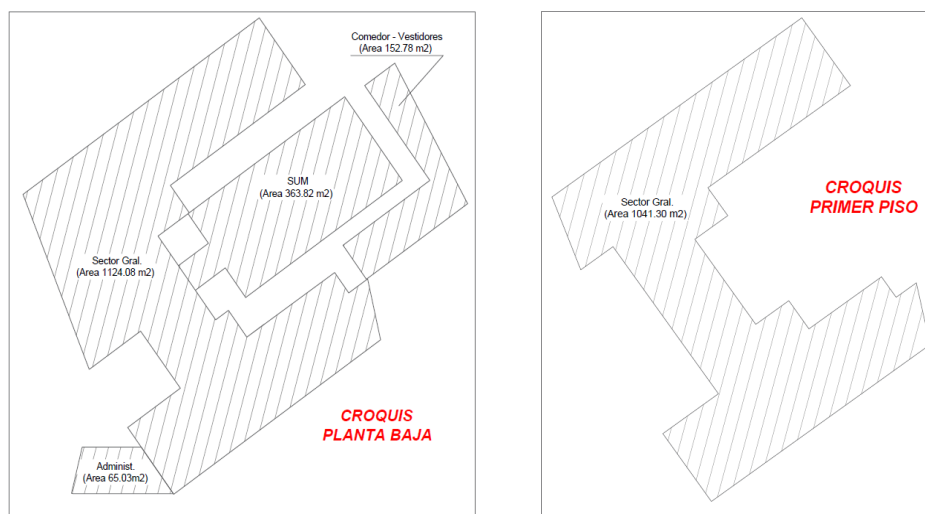 Comedor - Vestidores
(Area 152.78 m2)
SUM
(Area 363.82 m2)
Sector Gral.
(Area 1124.08 m2)
CROQUIS
PLANTA BAJA
Administ.
(Area 65.03m2)
CROQUIS
PRIMER PISO
Sector Gral.
(Area 1041.30 m2)